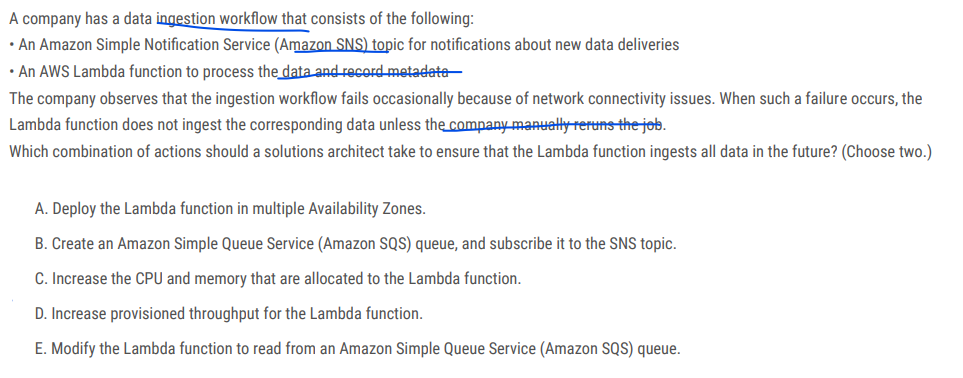 A company has a data ingestion workflow that consists of the following:
• An Amazon Simple Notification Service (Amazon SNS) topic for notifications about new data deliveries
• An AWS Lambda function to process the data and record metadata
The company observes that the ingestion workflow fails occasionally because of network connectivity issues. When such a failure occurs, the
Lambda function does not ingest the corresponding data unless the company manually reruns the job.
Which combination of actions should a solutions architect take to ensure that the Lambda function ingests all data in the future? (Choose two.)
A. Deploy the Lambda function in multiple Availability Zones.
B. Create an Amazon Simple Queue Service (Amazon SQS) queue, and subscribe it to the SNS topic.
C. Increase the CPU and memory that are allocated to the Lambda function.
D. Increase provisioned throughput for the Lambda function.
E. Modify the Lambda function to read from an Amazon Simple Queue Service (Amazon SQS) queue.